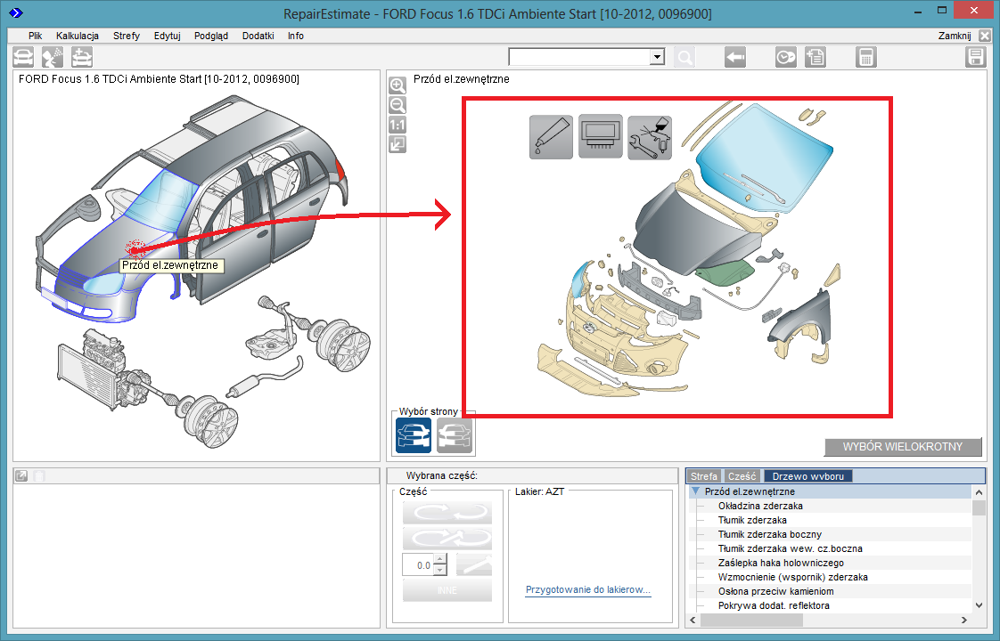 RepairEstimate - FORD Focus 1.6 TDCi Ambiente Start [10-2012, 0096900]
Plik Kalkulacja Strefy Edytuj Podgląd Dodatki Info Zamknij
FORD Focus 1.6 TDCi Ambiente Start [10-2012, 0096900]
Przód el.zewnętrzne
1:1
Przód el.zewnętrzne
Wybór strony
WYBÓR WIELOKROTNY
Wybrana część:
Część
0.0
INNE
Lakier: AZT
Przygotowanie do lakierow...
Strefa Cześć Drzewo wyboru
Przód el.zewnętrzne
Okładzina zderzaka
Tłumik zderzaka
Tłumik zderzaka boczny
Tłumik zderzaka wew. cz.boczna
Zaślepka haka holowniczego
Wzmocnienie (wspornik) zderzaka
Osłona przeciw kamieniom
Pokrywa dodat. reflektora